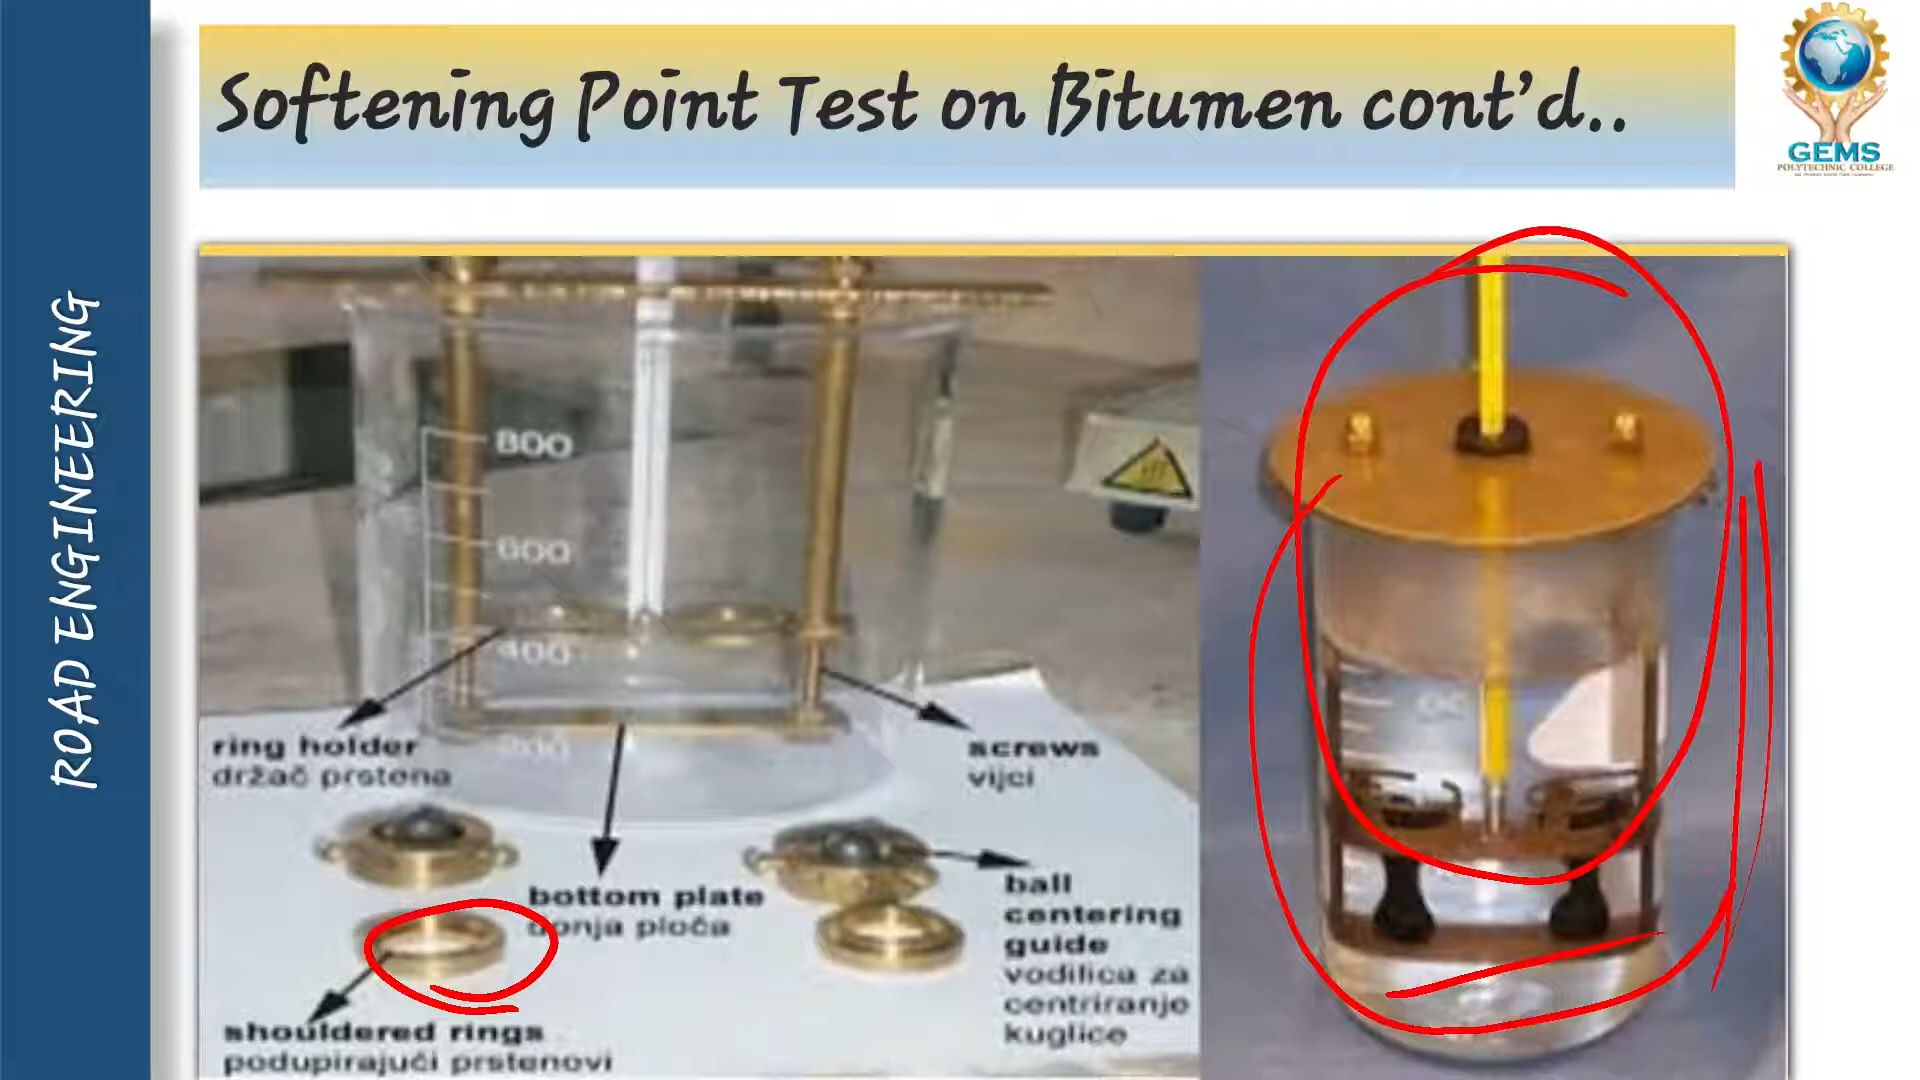 Softening Point Test on Bitumen cont'd..
GEMS
POLYTECHNIC COLLEGE
ROAD ENGINEERING
800
600
400
ring holder
držač prstena
screws
vijci
bottom plate
donja ploča
ball
centering
guide
vodilica za
centriranje
kuglice
shouldered rings
podupirajući prstenovi